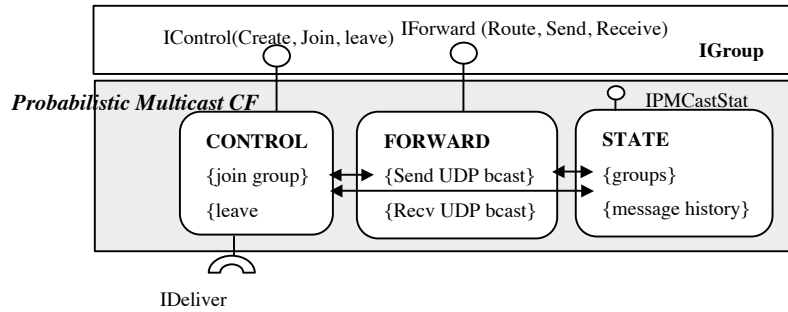 IControl(Create, Join, leave) IForward (Route, Send, Receive)
IGroup
Probabilistic Multicast CF
IPMCastStat
CONTROL FORWARD STATE
{join group} {Send UDP bcast} {groups}
{leave {Recv UDP bcast} {message history}
IDeliver